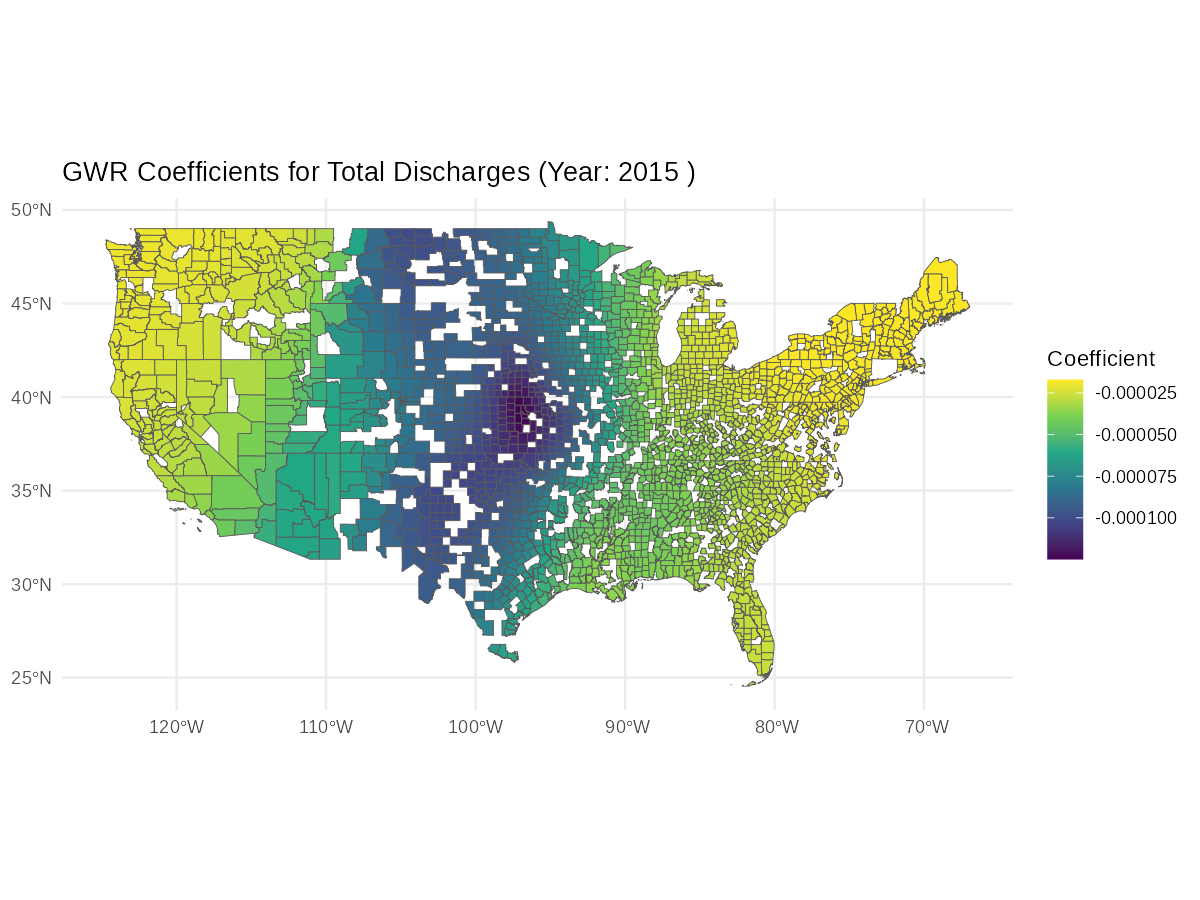 GWR Coefficients for Total Discharges (Year: 2015 )
50°N
45°N
40°N
35°N
30°N
25°N
120°W
110°W
100°W
90°W
80°W
70°W
Coefficient
-0.000025
-0.000050
-0.000075
-0.000100